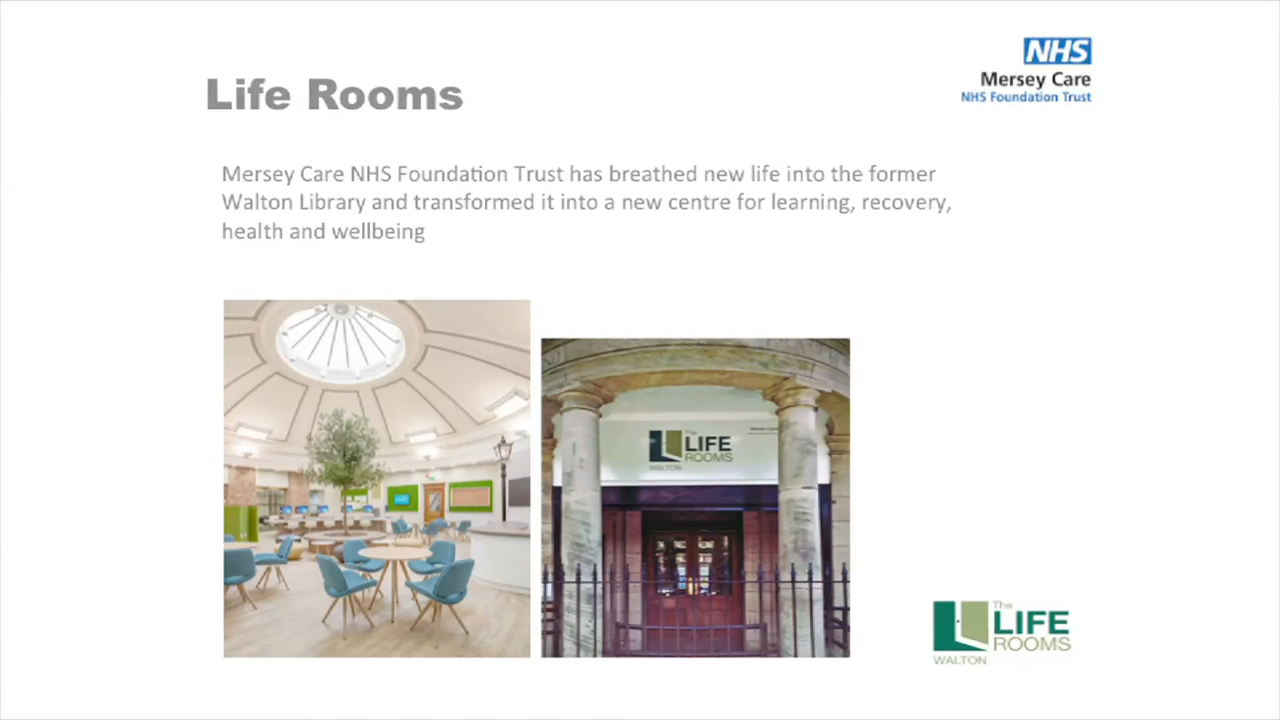 NHS
Mersey Care
NHS Foundation Trust
Life Rooms
Mersey Care NHS Foundation Trust has breathed new life into the former
Walton Library and transformed it into a new centre for learning, recovery,
health and wellbeing
The
LIFE
ROOMS
WALTON
The
LIFE
ROOMS
WALTON